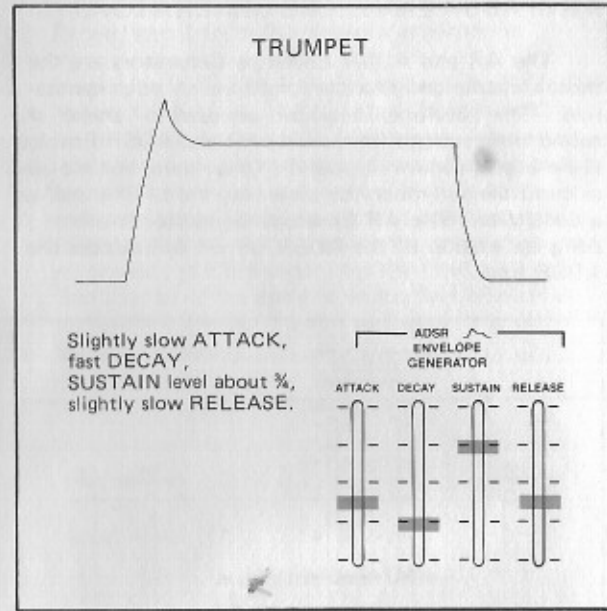 TRUMPET
Slightly slow ATTACK,
fast DECAY,
SUSTAIN level about ¾,
slightly slow RELEASE.
ADSR
ENVELOPE
GENERATOR
ATTACK DECAY SUSTAIN RELEASE